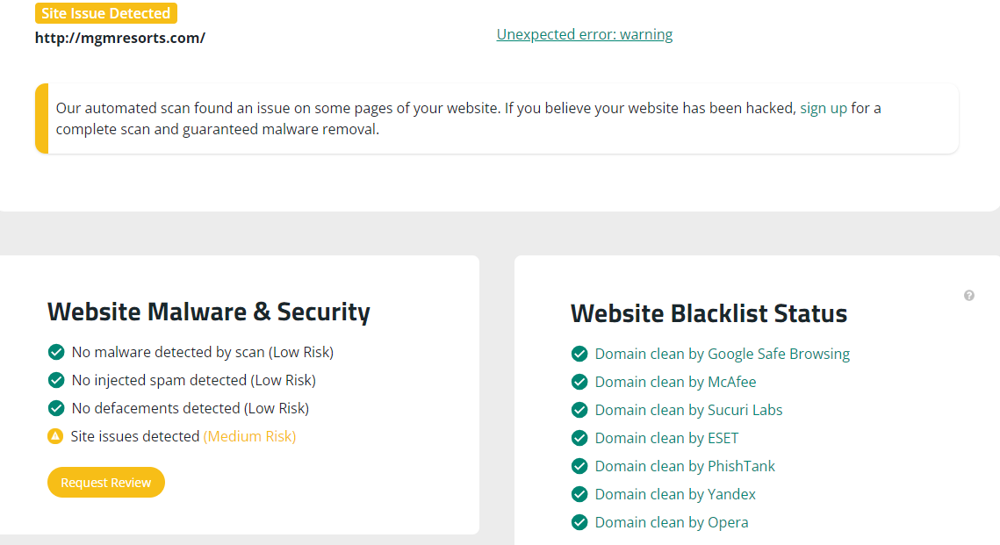 Site Issue Detected
http://mgmresorts.com/
Unexpected error: warning
Our automated scan found an issue on some pages of your website. If you believe your website has been hacked, sign up for a
complete scan and guaranteed malware removal.
Website Malware & Security
No malware detected by scan (Low Risk)
No injected spam detected (Low Risk)
No defacements detected (Low Risk)
Site issues detected (Medium Risk)
Request Review
?
Website Blacklist Status
Domain clean by Google Safe Browsing
Domain clean by McAfee
Domain clean by Sucuri Labs
Domain clean by ESET
Domain clean by PhishTank
Domain clean by Yandex
Domain clean by Opera